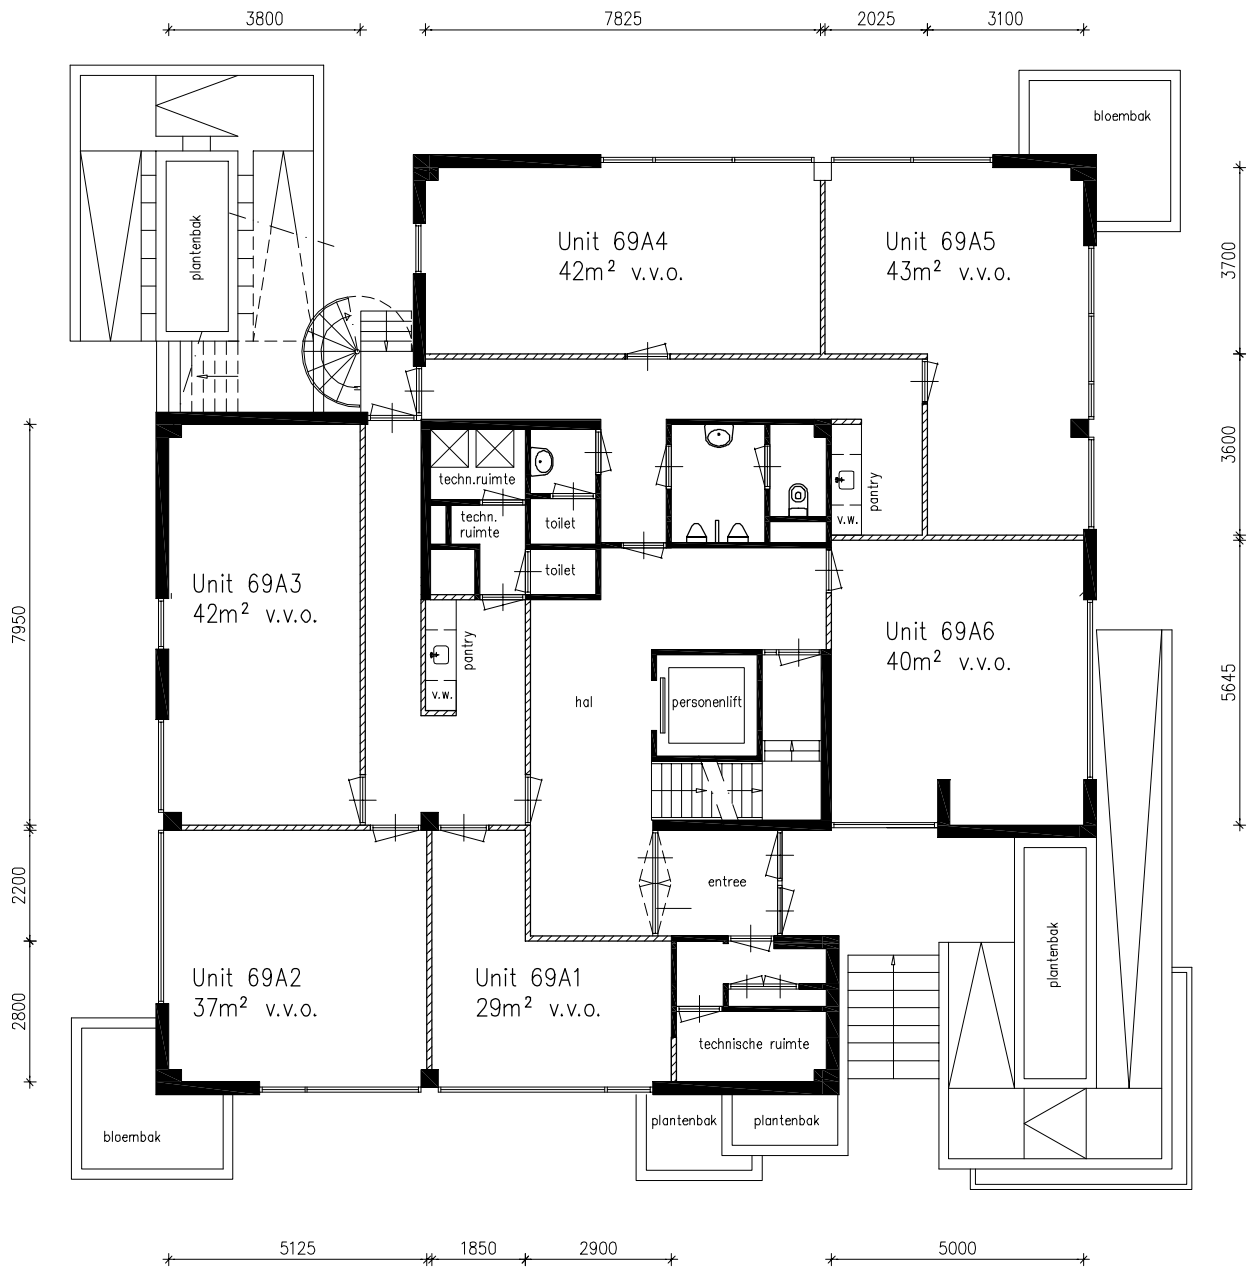 3800
7825
2025
3100
bloembak
plantenbak
Unit 69A4
42m² v.v.o.
Unit 69A5
43m² v.v.o.
3700
3600
techn.ruimte
techn.
ruimte
toilet
toilet
pantry
v.w.
Unit 69A3
42m² v.v.o.
7950
pantry
v.w.
hal
personenlift
Unit 69A6
40m² v.v.o.
5645
2200
entree
plantenbak
Unit 69A2
37m² v.v.o.
Unit 69A1
29m² v.v.o.
2800
technische ruimte
bloembak
plantenbak
plantenbak
5125
1850
2900
5000